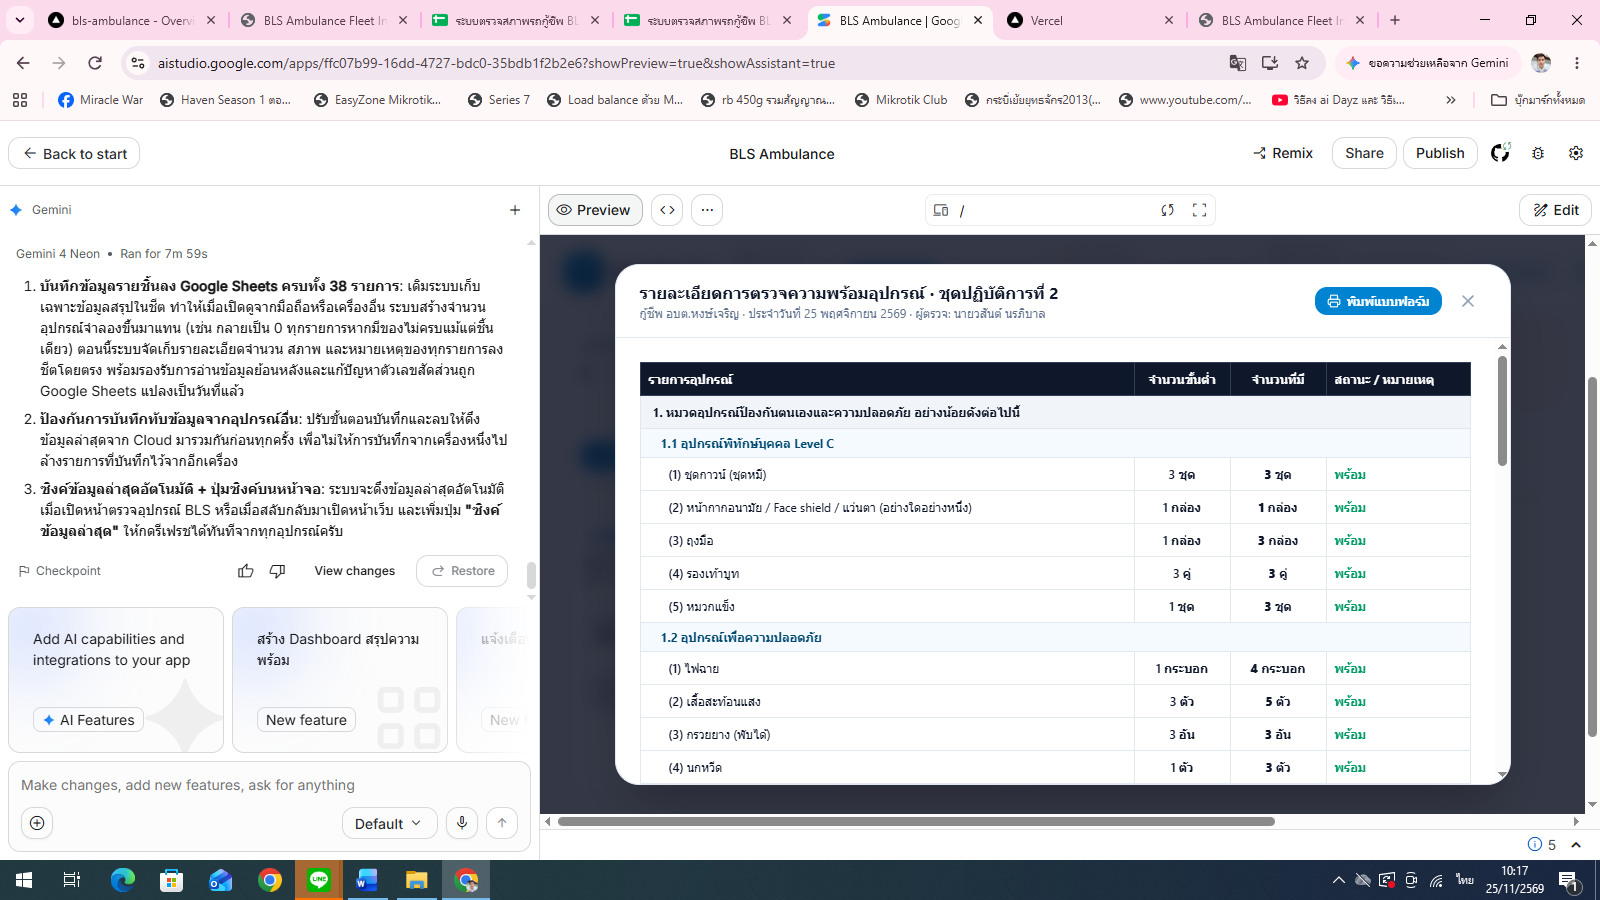 bls-ambulance - Overvi
BLS Ambulance Fleet In
ระบบตรวจสภาพรถกู้ชีพ BL
ระบบตรวจสภาพรถกู้ชีพ BL
BLS Ambulance | Goog
Vercel
BLS Ambulance Fleet In
aistudio.google.com/apps/ffc07b99-16dd-4727-bdc0-35bdb1f2b2e6?showPreview=true&showAssistant=true
ขอความช่วยเหลือจาก Gemini
Miracle War
Haven Season 1 ตอ...
EasyZone Mikrotik...
Series 7
Load balance ด้วย M...
rb 450g รวมสัญญาณ...
Mikrotik Club
กระบี่เย้ยยุทธจักร2013(...
www.youtube.com/...
วิธีลง ai Dayz และ วิธีเ...
บุ๊กมาร์กทั้งหมด
Back to start
BLS Ambulance
Remix
Share
Publish
Gemini
Preview
/
Edit
Gemini 4 Neon • Ran for 7m 59s
1. บันทึกข้อมูลรายชิ้นลง Google Sheets ครบทั้ง 38 รายการ: เดิมระบบเก็บ
เฉพาะข้อมูลสรุปในชีต ทำให้เมื่อเปิดดูจากมือถือหรือเครื่องอื่น ระบบสร้างจำนวน
อุปกรณ์จำลองขึ้นมาแทน (เช่น กลายเป็น 0 ทุกรายการหากมีของไม่ครบแม้แต่ชิ้น
เดียว) ตอนนี้ระบบจัดเก็บรายละเอียดจำนวน สภาพ และหมายเหตุของทุกรายการลง
ชีตโดยตรง พร้อมรองรับการอ่านข้อมูลย้อนหลังและแก้ปัญหาตัวเลขสัดส่วนถูก
Google Sheets แปลงเป็นวันที่แล้ว
2. ป้องกันการบันทึกทับข้อมูลจากอุปกรณ์อื่น: ปรับขั้นตอนบันทึกและลบให้ดึง
ข้อมูลล่าสุดจาก Cloud มารวมกันก่อนทุกครั้ง เพื่อไม่ให้การบันทึกจากเครื่องหนึ่งไป
ล้างรายการที่บันทึกไว้จากอีกเครื่อง
3. ซิงค์ข้อมูลล่าสุดอัตโนมัติ + ปุ่มซิงค์บนหน้าจอ: ระบบจะดึงข้อมูลล่าสุดอัตโนมัติ
เมื่อเปิดหน้าตรวจอุปกรณ์ BLS หรือเมื่อสลับกลับมาเปิดหน้าเว็บ และเพิ่มปุ่ม "ซิงค์
ข้อมูลล่าสุด" ให้กดรีเฟรชได้ทันทีจากทุกอุปกรณ์ครับ
Checkpoint
View changes
Restore
Add AI capabilities and
integrations to your app
AI Features
สร้าง Dashboard สรุปความ
พร้อม
New feature
แจ้งเตือ
New
Make changes, add new features, ask for anything
Default
รายละเอียดการตรวจความพร้อมอุปกรณ์ · ชุดปฏิบัติการที่ 2
กู้ชีพ อบต.หงษ์เจริญ · ประจำวันที่ 25 พฤศจิกายน 2569 · ผู้ตรวจ: นายวสันต์ นรภิบาล
พิมพ์แบบฟอร์ม
รายการอุปกรณ์ จำนวนขั้นต่ำ จำนวนที่มี สถานะ / หมายเหตุ
1. หมวดอุปกรณ์ป้องกันตนเองและความปลอดภัย อย่างน้อยดังต่อไปนี้
1.1 อุปกรณ์พิทักษ์บุคคล Level C
(1) ชุดกาวน์ (ชุดหมี) 3 ชุด 3 ชุด พร้อม
(2) หน้ากากอนามัย / Face shield / แว่นตา (อย่างใดอย่างหนึ่ง) 1 กล่อง 1 กล่อง พร้อม
(3) ถุงมือ 1 กล่อง 3 กล่อง พร้อม
(4) รองเท้าบูท 3 คู่ 3 คู่ พร้อม
(5) หมวกแข็ง 1 ชุด 3 ชุด พร้อม
1.2 อุปกรณ์เพื่อความปลอดภัย
(1) ไฟฉาย 1 กระบอก 4 กระบอก พร้อม
(2) เสื้อสะท้อนแสง 3 ตัว 5 ตัว พร้อม
(3) กรวยยาง (พับได้) 3 อัน 3 อัน พร้อม
(4) นกหวีด 1 ตัว 3 ตัว พร้อม
5
ไทย
10:17
25/11/2569
1